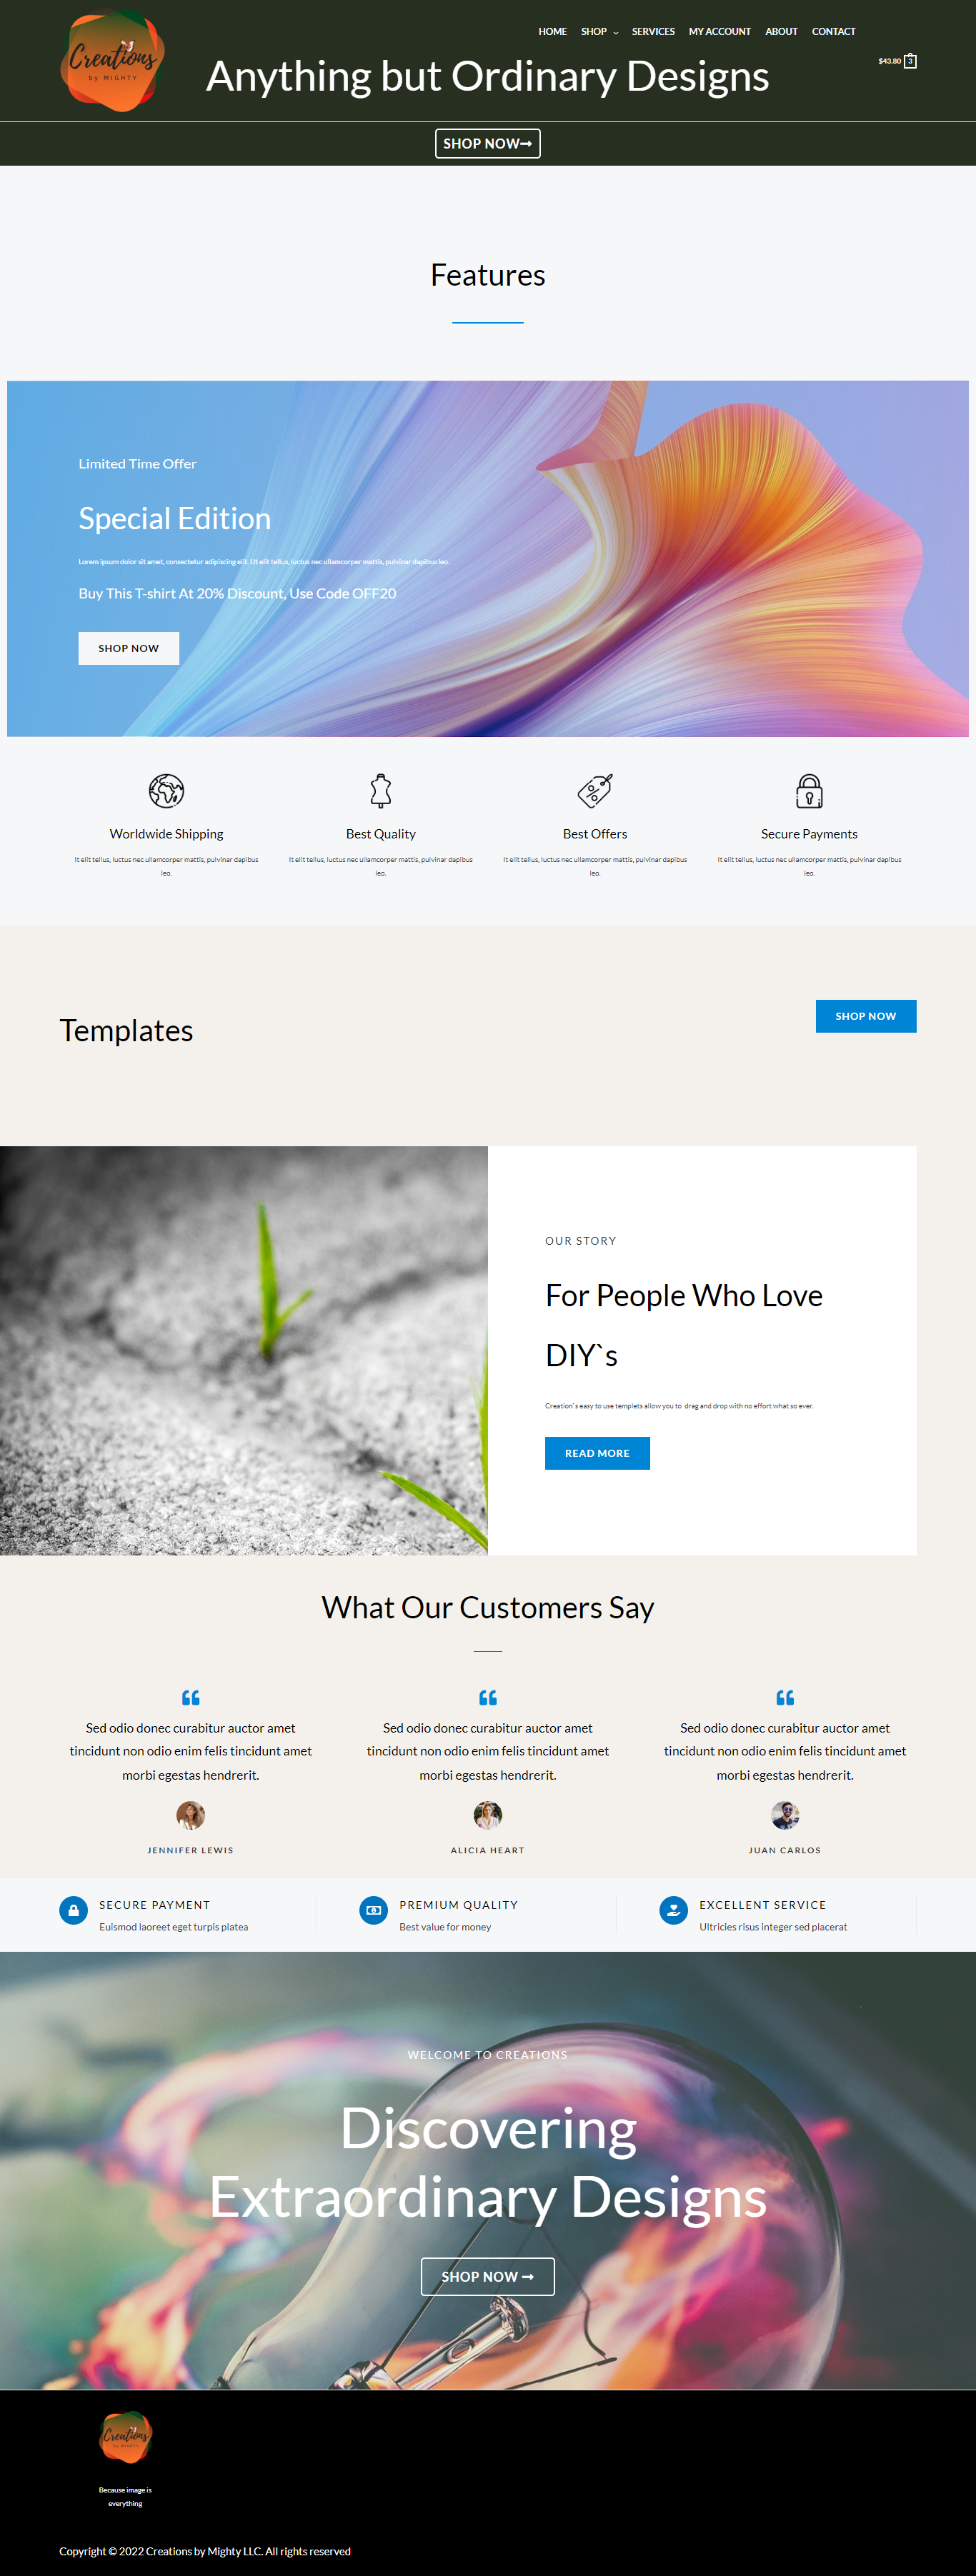 Creations
by MIGHTY
HOME SHOP SERVICES MY ACCOUNT ABOUT CONTACT
$43.80 3
Anything but Ordinary Designs
SHOP NOW
Features
Limited Time Offer
Special Edition
Lorem ipsum dolor sit amet, consectetur adipiscing elit. Ut elit tellus, luctus nec ullamcorper mattis, pulvinar dapibus leo.
Buy This T-shirt At 20% Discount, Use Code OFF20
SHOP NOW
Worldwide Shipping
It elit tellus, luctus nec ullamcorper mattis, pulvinar dapibus
leo.
Best Quality
It elit tellus, luctus nec ullamcorper mattis, pulvinar dapibus
leo.
Best Offers
It elit tellus, luctus nec ullamcorper mattis, pulvinar dapibus
leo.
Secure Payments
It elit tellus, luctus nec ullamcorper mattis, pulvinar dapibus
leo.
Templates
SHOP NOW
OUR STORY
For People Who Love
DIY`s
Creation`s easy to use templets allow you to drag and drop with no effort what so ever.
READ MORE
What Our Customers Say
Sed odio donec curabitur auctor amet
tincidunt non odio enim felis tincidunt amet
morbi egestas hendrerit.
JENNIFER LEWIS
Sed odio donec curabitur auctor amet
tincidunt non odio enim felis tincidunt amet
morbi egestas hendrerit.
ALICIA HEART
Sed odio donec curabitur auctor amet
tincidunt non odio enim felis tincidunt amet
morbi egestas hendrerit.
JUAN CARLOS
SECURE PAYMENT
Euismod laoreet eget turpis platea
PREMIUM QUALITY
Best value for money
EXCELLENT SERVICE
Ultricies risus integer sed placerat
WELCOME TO CREATIONS
Discovering
Extraordinary Designs
SHOP NOW
Creations
by MIGHTY
Because image is
everything
Copyright © 2022 Creations by Mighty LLC. All rights reserved